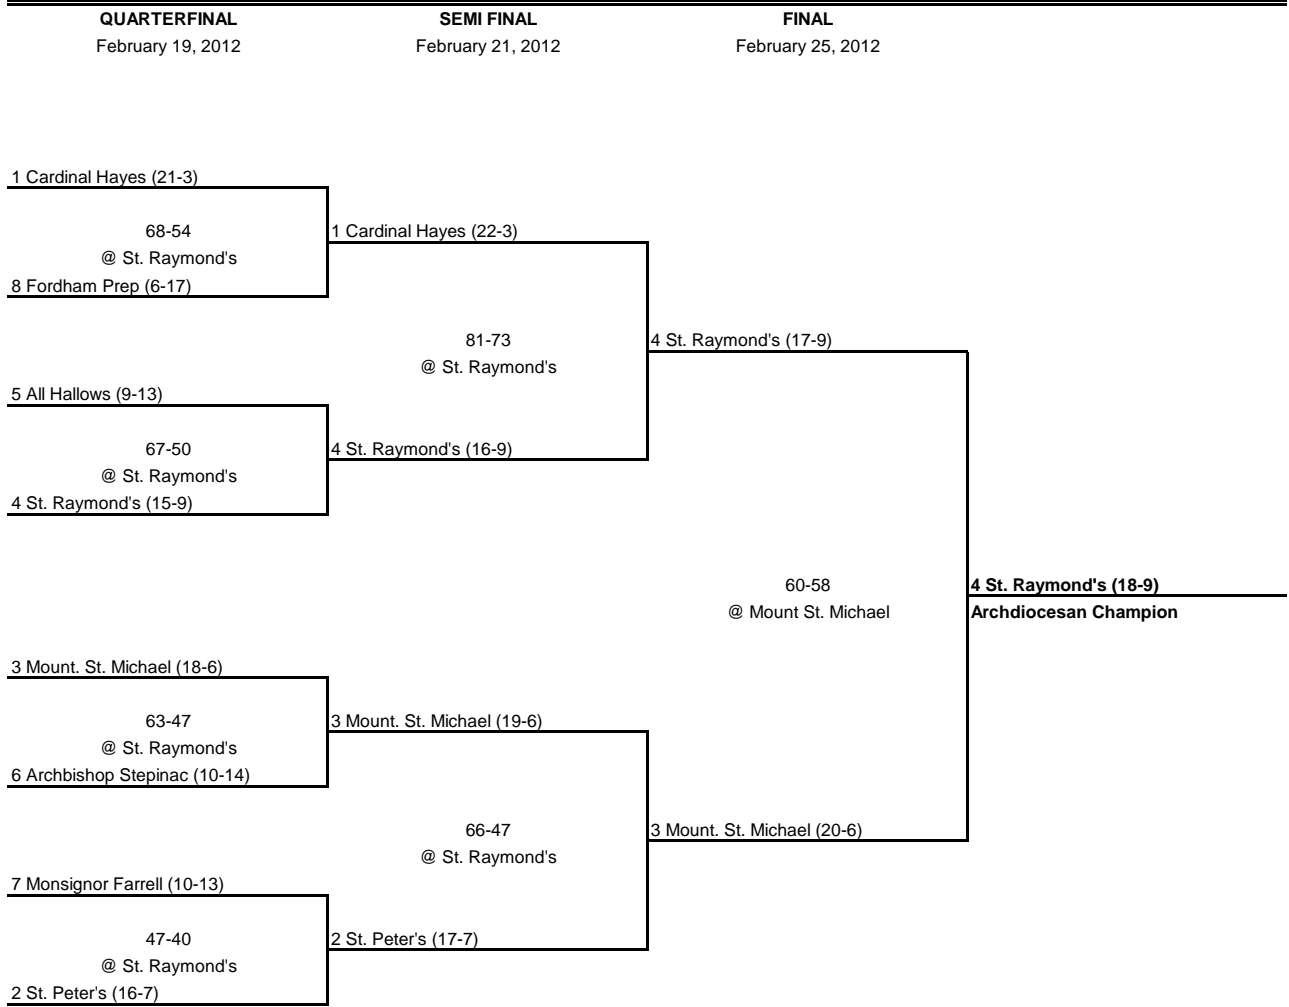 QUARTERFINAL SEMI FINAL FINAL
February 19, 2012 February 21, 2012 February 25, 2012
1 Cardinal Hayes (21-3)
68-54 1 Cardinal Hayes (22-3)
@ St. Raymond's
8 Fordham Prep (6-17)
81-73 4 St. Raymond's (17-9)
@ St. Raymond's
5 All Hallows (9-13)
67-50 4 St. Raymond's (16-9)
@ St. Raymond's
4 St. Raymond's (15-9)
60-58 4 St. Raymond's (18-9)
@ Mount St. Michael Archdiocesan Champion
3 Mount. St. Michael (18-6)
63-47 3 Mount. St. Michael (19-6)
@ St. Raymond's
6 Archbishop Stepinac (10-14)
66-47 3 Mount. St. Michael (20-6)
@ St. Raymond's
7 Monsignor Farrell (10-13)
47-40 2 St. Peter's (17-7)
@ St. Raymond's
2 St. Peter's (16-7)